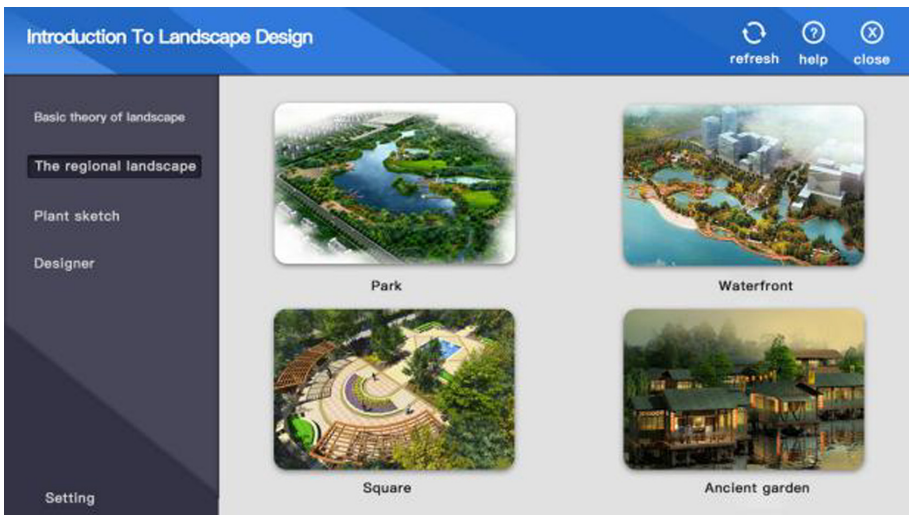 Introduction To Landscape Design
refresh help close
Basic theory of landscape
The regional landscape
Plant sketch
Designer
Setting
Park
Waterfront
Square
Ancient garden